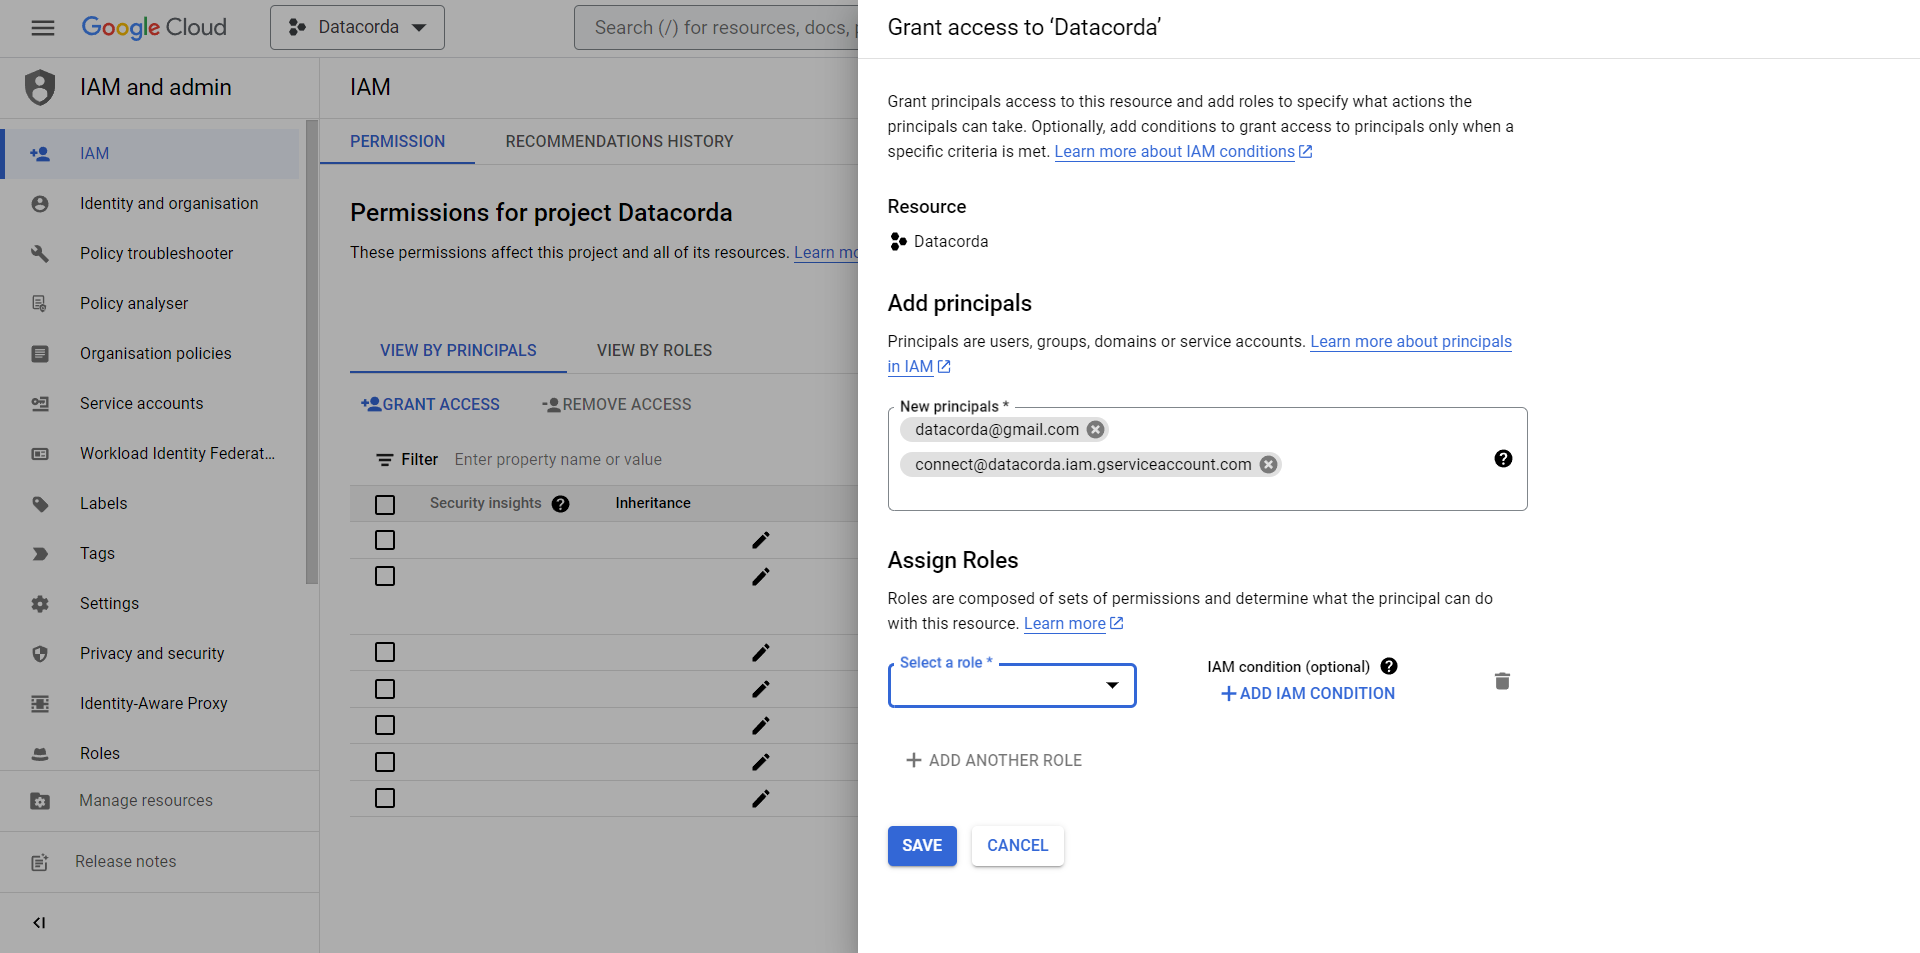 Google Cloud
Datacorda
Search (/) for resources, docs,
IAM and admin
IAM
Identity and organisation
Policy troubleshooter
Policy analyser
Organisation policies
Service accounts
Workload Identity Federat...
Labels
Tags
Settings
Privacy and security
Identity-Aware Proxy
Roles
Manage resources
Release notes
IAM
PERMISSION
RECOMMENDATIONS HISTORY
Permissions for project Datacorda
These permissions affect this project and all of its resources. Learn
VIEW BY PRINCIPALS
VIEW BY ROLES
GRANT ACCESS
REMOVE ACCESS
Filter
Enter property name or value
Security insights
Inheritance
Grant access to ‘Datacorda’
Grant principals access to this resource and add roles to specify what actions the
principals can take. Optionally, add conditions to grant access to principals only when a
specific criteria is met. Learn more about IAM conditions
Resource
Datacorda
Add principals
Principals are users, groups, domains or service accounts. Learn more about principals
in IAM
New principals *
datacorda@gmail.com
connect@datacorda.iam.gserviceaccount.com
Assign Roles
Roles are composed of sets of permissions and determine what the principal can do
with this resource. Learn more
Select a role *
IAM condition (optional)
ADD IAM CONDITION
ADD ANOTHER ROLE
SAVE
CANCEL